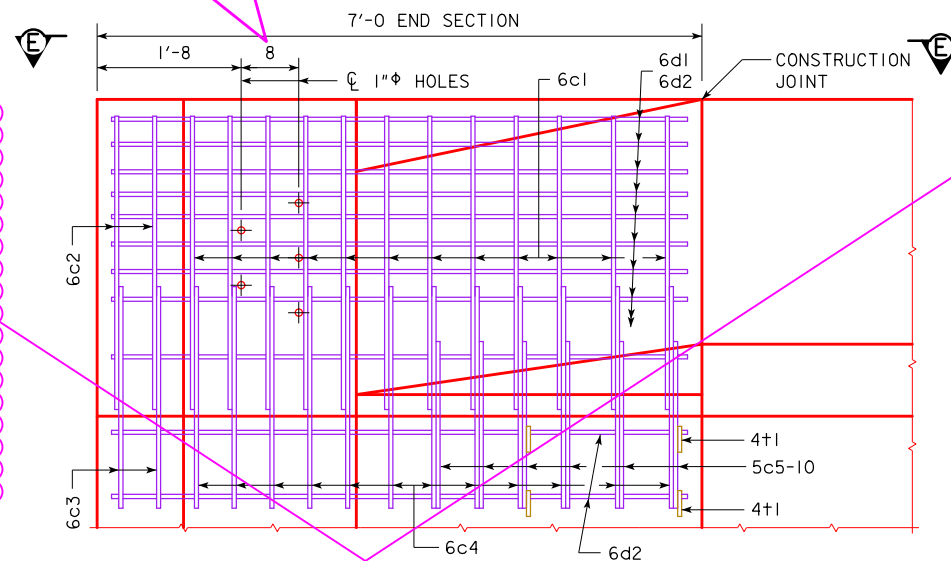 7'-0 END SECTION
E
E
1'-8
8
6d1
6d2
CONSTRUCTION
JOINT
℄ 1"ϕ HOLES
6c1
6c2
6c3
4t1
5c5-10
4t1
6c4
6d2